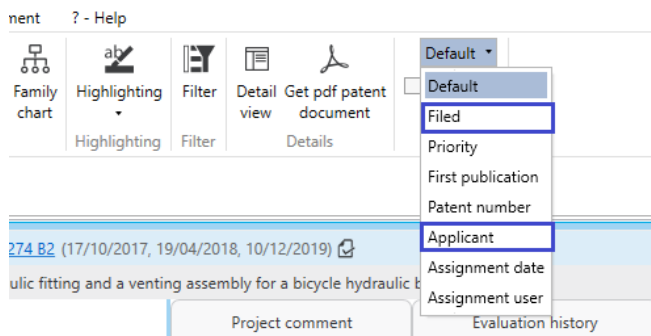 ment ? - Help
Family chart
Highlighting
Filter
Detail view
Get pdf patent document
Default
Highlighting
Filter
Details
Default
Filed
Priority
First publication
Patent number
Applicant
Assignment date
Assignment user
274 B2 (17/10/2017, 19/04/2018, 10/12/2019)
ulic fitting and a venting assembly for a bicycle hydraulic b
Project comment
Evaluation history